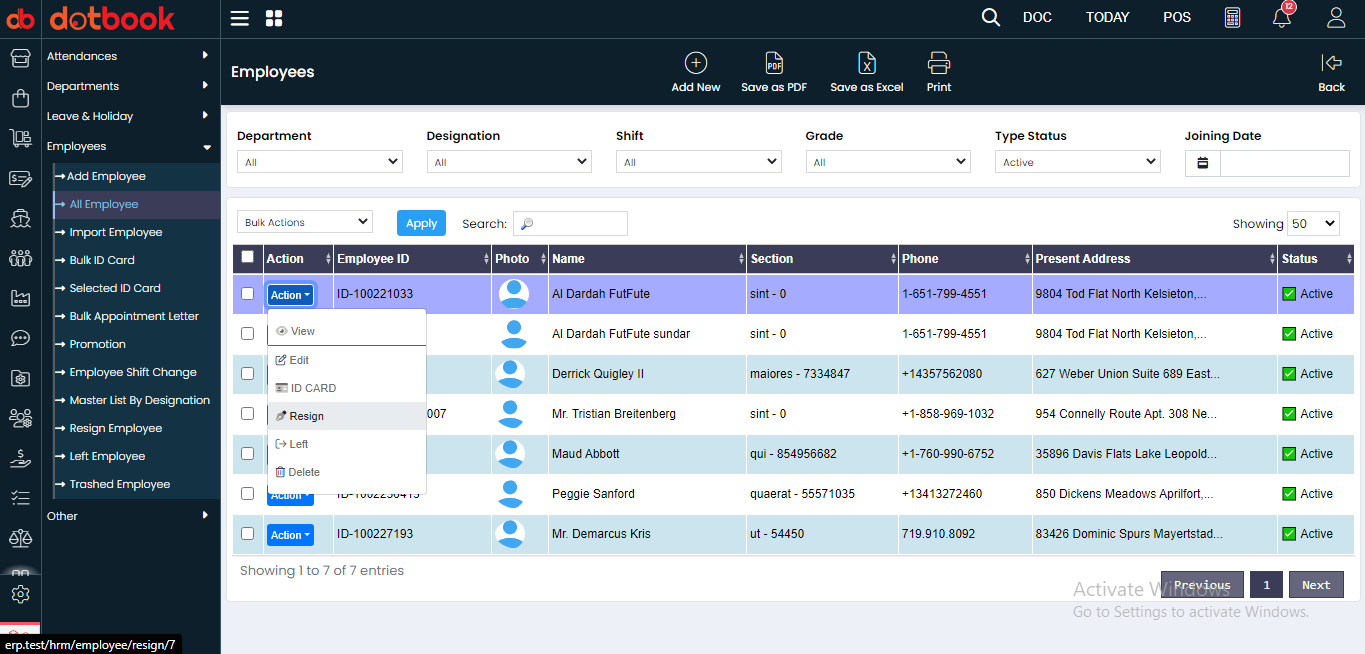 db dotbook
DOC TODAY POS 12
Attendances
Departments
Leave & Holiday
Employees
Add Employee
All Employee
Import Employee
Bulk ID Card
Selected ID Card
Bulk Appointment Letter
Promotion
Employee Shift Change
Master List By Designation
Resign Employee
Left Employee
Trashed Employee
Other
Employees
Add New Save as PDF Save as Excel Print Back
Department Designation Shift Grade Type Status Joining Date
All All All All Active
Bulk Actions Apply Search: Showing 50
Action Employee ID Photo Name Section Phone Present Address Status
Action ID-100221033 Al Dardah FutFute sint - 0 1-651-799-4551 9804 Tod Flat North Kelsieton,... Active
Al Dardah FutFute sundar sint - 0 1-651-799-4551 9804 Tod Flat North Kelsieton,... Active
Derrick Quigley II maiores - 7334847 +14357562080 627 Weber Union Suite 689 East... Active
007 Mr. Tristian Breitenberg sint - 0 +1-858-969-1032 954 Connelly Route Apt. 308 Ne... Active
Maud Abbott qui - 854956682 +1-760-990-6752 35896 Davis Flats Lake Leopold... Active
Action Peggie Sanford quaerat - 55571035 +13413272460 850 Dickens Meadows Aprilfort,... Active
Action ID-100227193 Mr. Demarcus Kris ut - 54450 719.910.8092 83426 Dominic Spurs Mayertstad... Active
View
Edit
ID CARD
Resign
Left
Delete
Showing 1 to 7 of 7 entries
Previous 1 Next
Activate Windows
Go to Settings to activate Windows.
erp.test/hrm/employee/resign/7